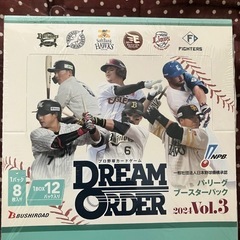 FIGHTERS
NPB
一般社団法人日本野球機構承認
プロ野球カードゲーム
DREAM
ORDER
パ・リーグ
ブースターパック
2024 Vol.3
1パック
8
枚入り
1BOX
12
パック入り
BUSHIROAD